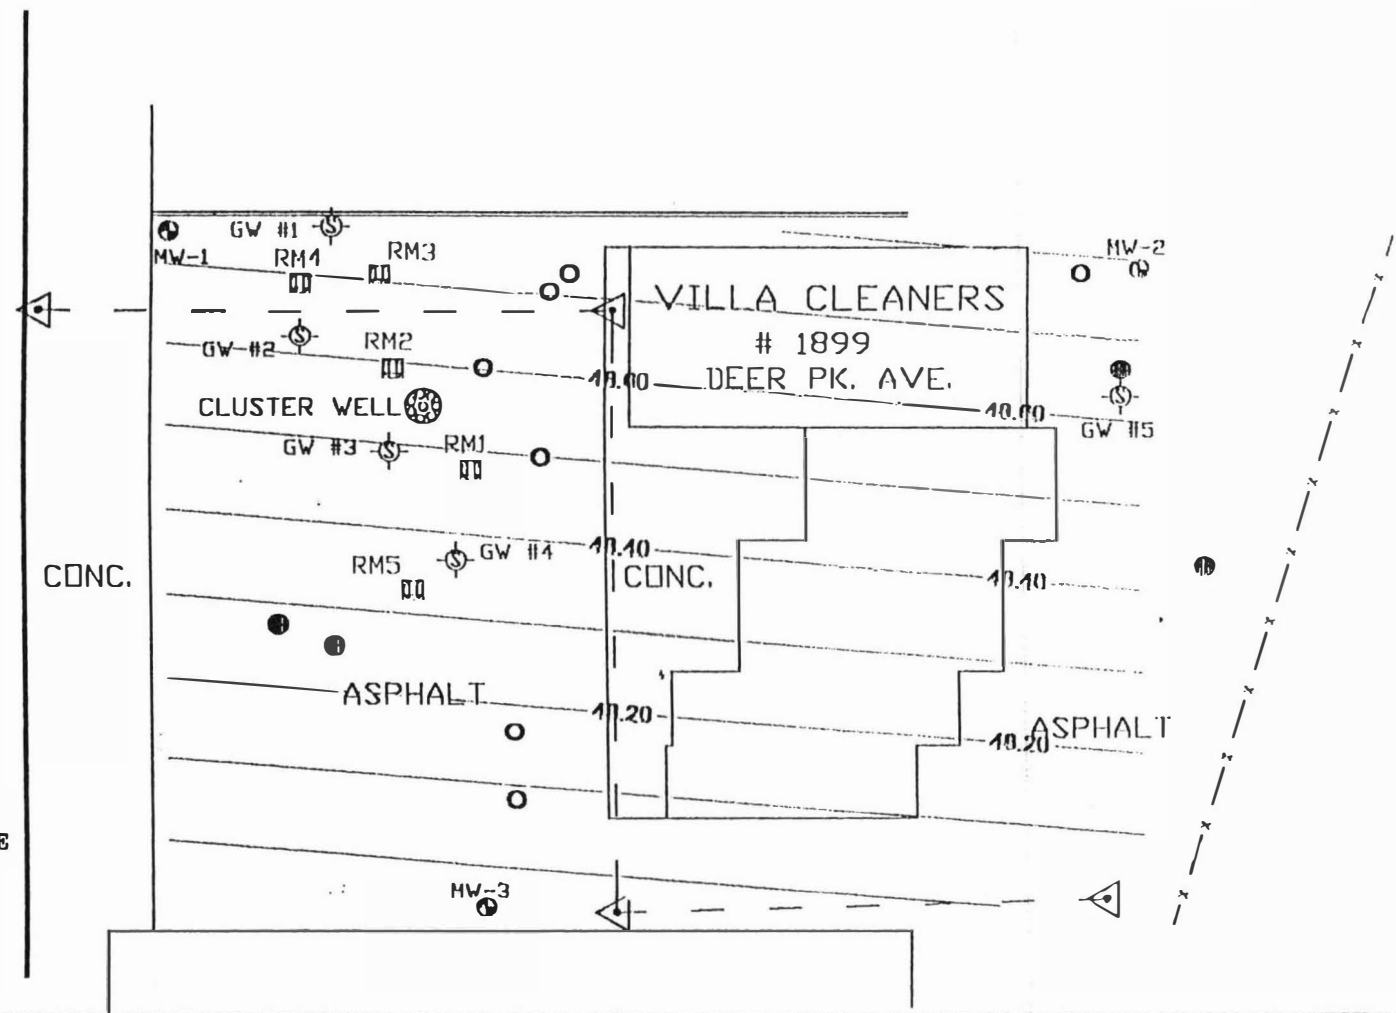 GW #1
MW-1
RM4
RM3
MW-2
VILLA CLEANERS
# 1899
DEER PK. AVE.
GW #2
RM2
CLUSTER WELL
GW #5
GW #3
RM1
GW #4
RM5
CONC.
CONC.
ASPHALT
ASPHALT
E
MW-3